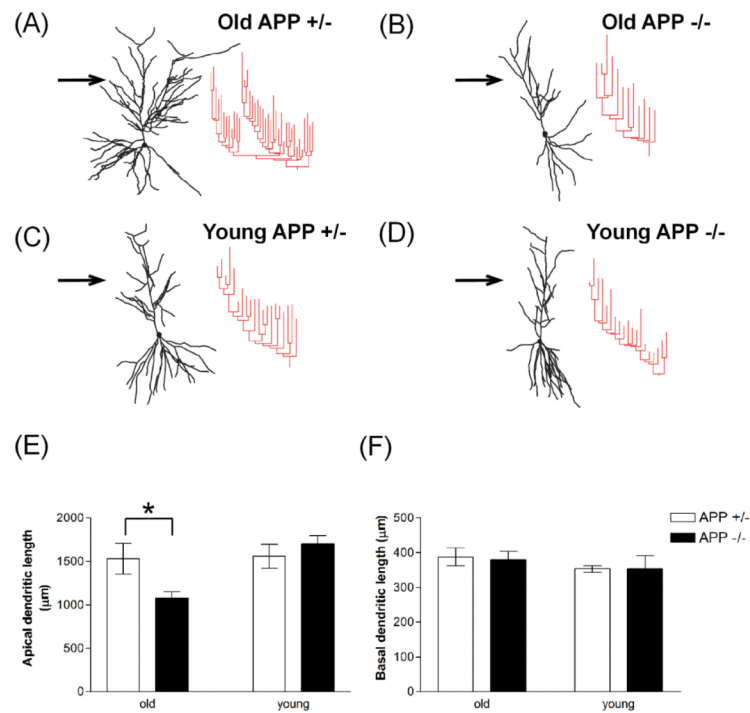 (A) Old APP +/-
(B) Old APP -/-
(C) Young APP +/-
(D) Young APP -/-
(E)
Apical dendritic length
(μm)
2000
1500
1000
500
0
*
old young
(F)
Basal dendritic length (μm)
500
400
300
200
100
0
old young
APP +/-
APP -/-